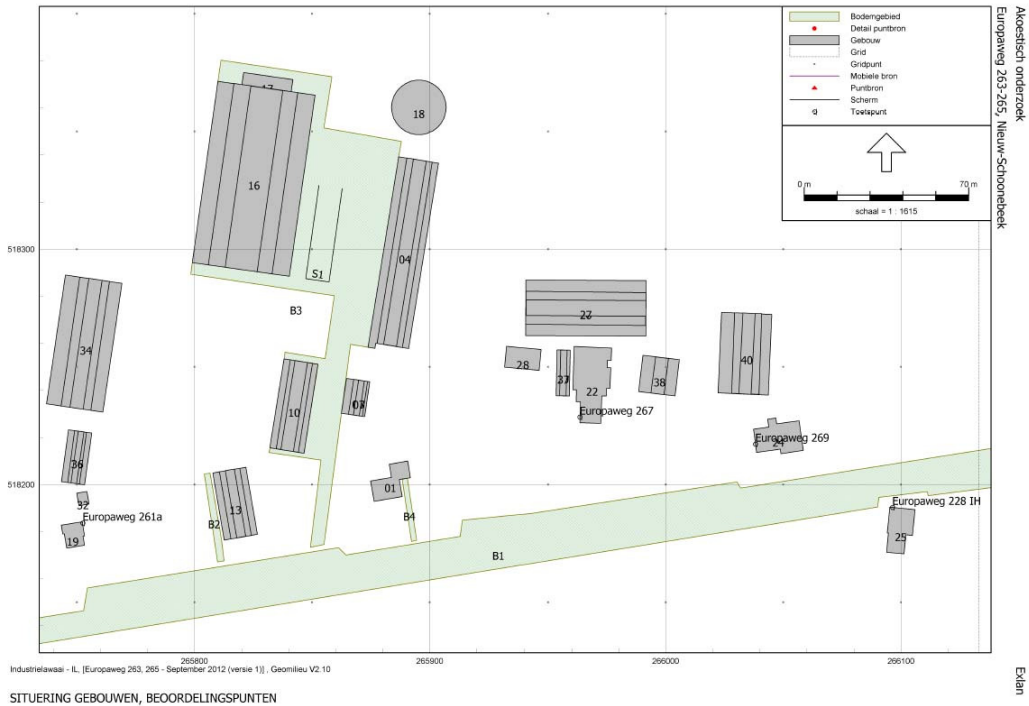 Akoestisch onderzoek
Europaweg 263-265, Nieuw-Schoonebeek
Bodemgebied
Detail puntbron
Gebouw
Grid
Gridpunt
Mobiele bron
Puntbron
Scherm
Toetspunt
0 m
70 m
schaal = 1 : 1615
18
16
S1
04
518300
B3
34
27
28
22
38
40
10
Europaweg 267
Europaweg 269
24
36
01
518200
32
Europaweg 261a
B2
13
B4
Europaweg 228 IH
19
25
B1
265800
265900
266000
266100
Industrielawaai - IL, [Europaweg 263, 265 - September 2012 (versie 1)] , Geomilieu V2.10
SITUERING GEBOUWEN, BEOORDELINGSPUNTEN
Exlan